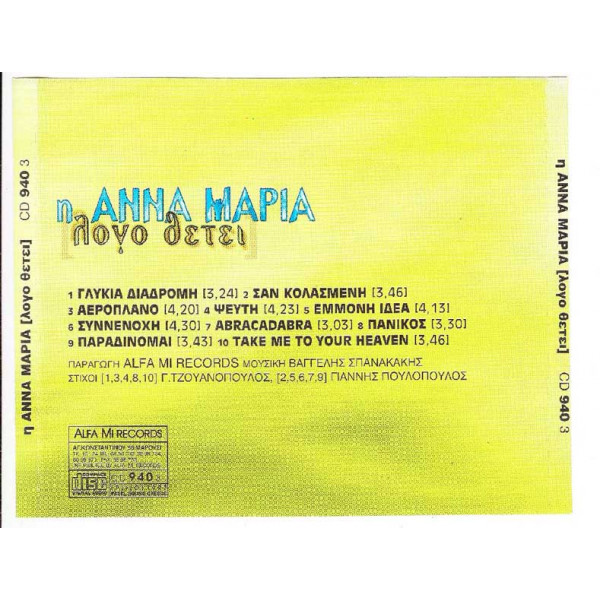 η ΑΝΝΑ ΜΑΡΙΑ
[λογο θετει]
1 ΓΛΥΚΙΑ ΔΙΑΔΡΟΜΗ [3,24] 2 ΣΑΝ ΚΟΛΑΣΜΕΝΗ [3,46]
3 ΑΕΡΟΠΛΑΝΟ [4,20] 4 ΨΕΥΤΗ [4,23] 5 ΕΜΜΟΝΗ ΙΔΕΑ [4,13]
6 ΣΥΝΝΕΝΟΧΗ [4,30] 7 ABRACADABRA [3,03] 8 ΠΑΝΙΚΟΣ [3,30]
9 ΠΑΡΑΔΙΝΟΜΑΙ [3,43] 10 TAKE ME TO YOUR HEAVEN [3,46]
ΠΑΡΑΓΩΓΗ ALFA MI RECORDS ΜΟΥΣΙΚΗ ΒΑΓΓΕΛΗΣ ΣΠΑΝΑΚΑΚΗΣ
ΣΤΙΧΟΙ [1,3,4,8,10] Γ.ΤΖΟΥΑΝΟΠΟΥΛΟΣ, [2,5,6,7,9] ΓΙΑΝΝΗΣ ΠΟΥΛΟΠΟΥΛΟΣ
ALFA MI RECORDS
COMPACT
disc
DIGITAL AUDIO
CD 940 3
η ΑΝΝΑ ΜΑΡΙΑ [λογο θετει] CD 940 3
η ΑΝΝΑ ΜΑΡΙΑ [λογο θετει] CD 940 3